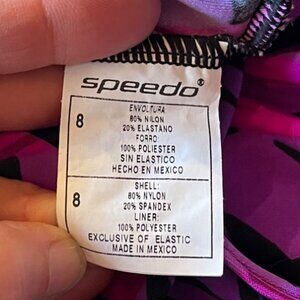 speedo®
8
ENVOLTURA
80% NILON
20% ELASTANO
FORRO:
100% POLIESTER
SIN ELASTICO
HECHO EN MEXICO
8
SHELL:
80% NYLON
20% SPANDEX
LINER:
100% POLYESTER
EXCLUSIVE OF ELASTIC
MADE IN MEXICO